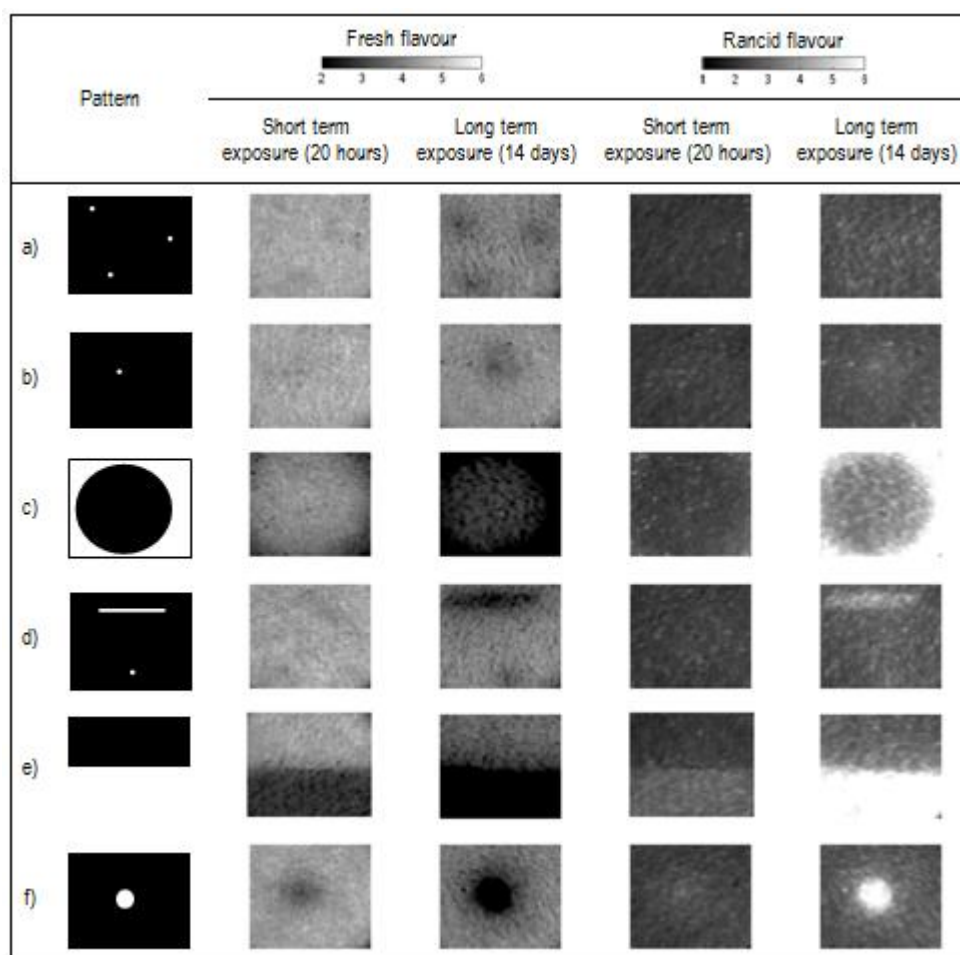 Fresh flavour
Rancid flavour
2 3 4 5 6
1 2 3 4 5 6
Pattern
Short term
exposure (20 hours)
Long term
exposure (14 days)
Short term
exposure (20 hours)
Long term
exposure (14 days)
a)
b)
c)
d)
e)
f)